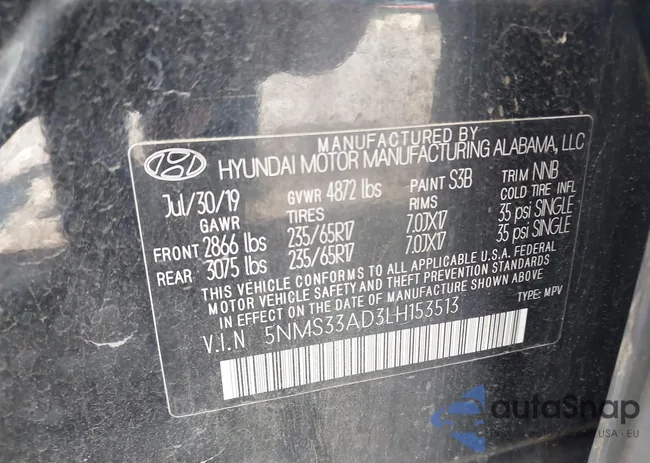 MANUFACTURED BY
HYUNDAI MOTOR MANUFACTURING ALABAMA, LLC
Jul/30/19 GVWR 4872 lbs PAINT S3B TRIM NNB
GAWR TIRES RIMS COLD TIRE INFL
FRONT 2866 lbs 235/65R17 7.0JX17 35 psi SINGLE
REAR 3075 lbs 235/65R17 7.0JX17 35 psi SINGLE
THIS VEHICLE CONFORMS TO ALL APPLICABLE U.S.A. FEDERAL
MOTOR VEHICLE SAFETY AND THEFT PREVENTION STANDARDS
IN EFFECT ON THE DATE OF MANUFACTURE SHOWN ABOVE
V.I.N 5NMS33AD3LH153513 TYPE: MPV
autoSnap
USA · EU